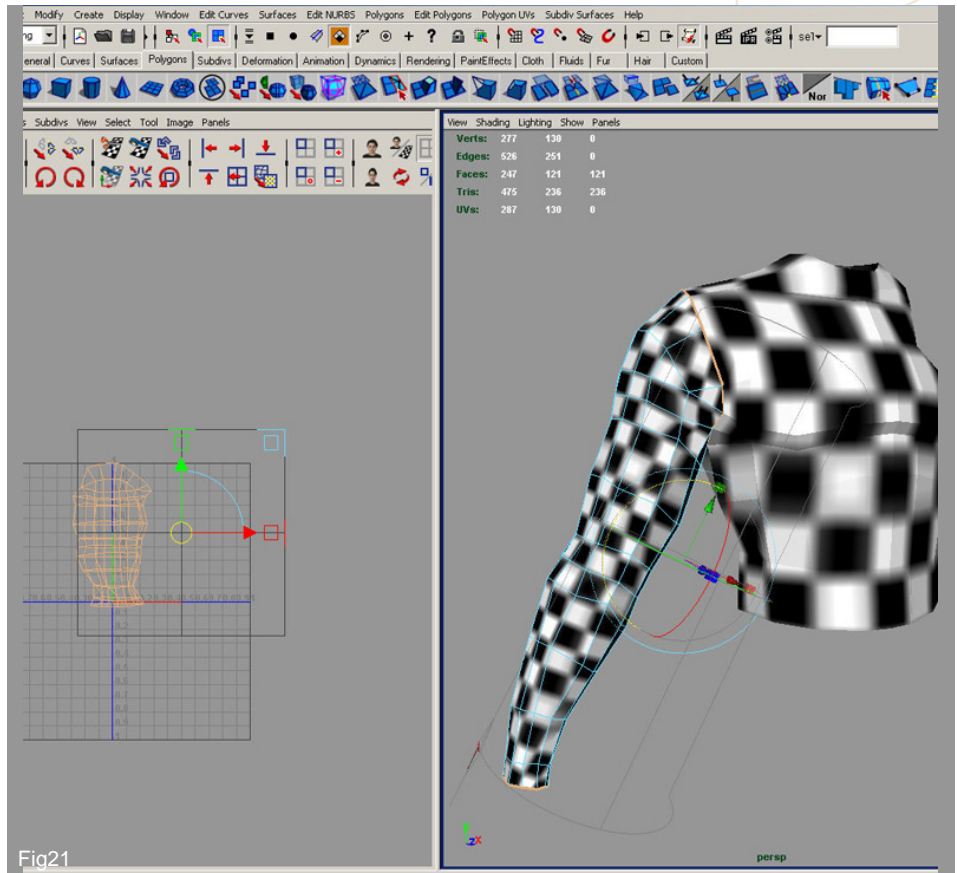 Modify Create Display Window Edit Curves Surfaces Edit NURBS Polygons Edit Polygons Polygon UVs Subdiv Surfaces Help
ng sel
eneral Curves Surfaces Polygons Subdivs Deformation Animation Dynamics Rendering PaintEffects Cloth Fluids Fur Hair Custom
Nor
s Subdivs View Select Tool Image Panels
View Shading Lighting Show Panels
Verts: 277 130 0
Edges: 526 251 0
Faces: 247 121 121
Tris: 475 236 236
UVs: 287 130 0
y
z x
persp
Fig21